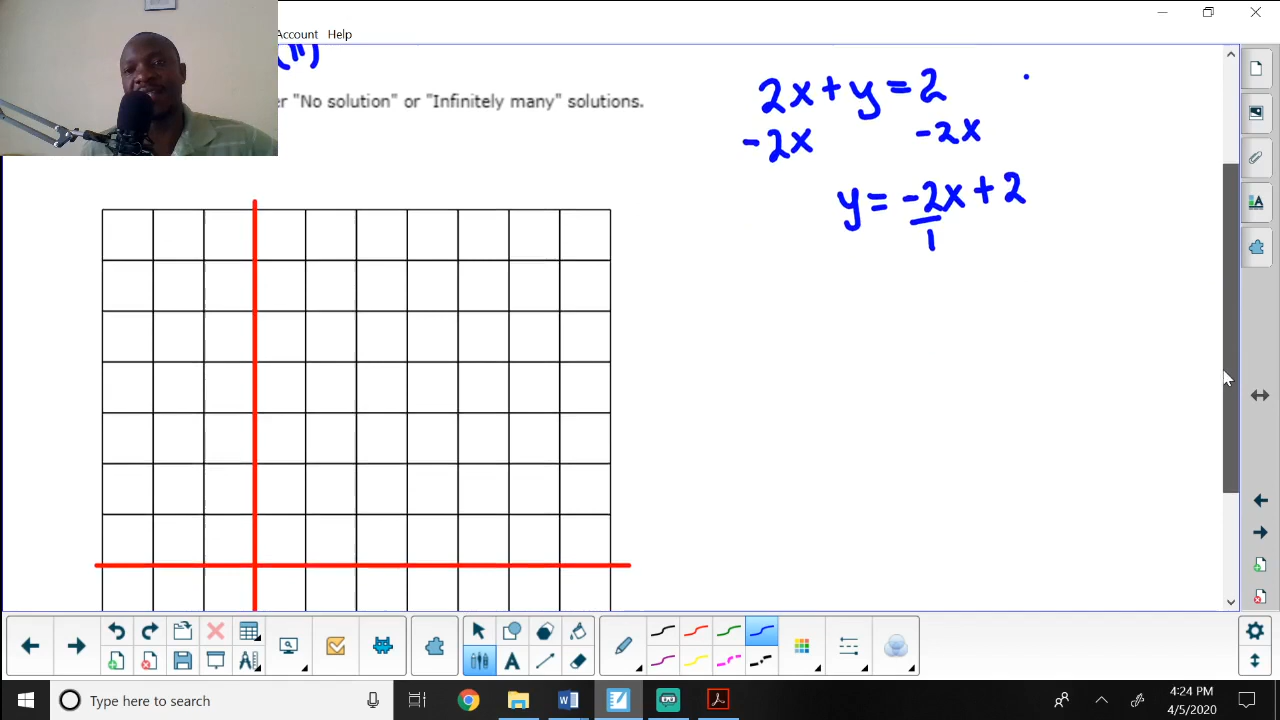 Account Help
(ii)
er "No solution" or "Infinitely many" solutions.
2x + y = 2
-2x -2x
y = -2x + 2
1
A
A
Type here to search
W
4:24 PM
4/5/2020